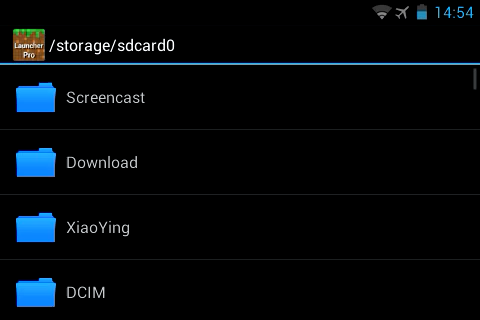 14:54
Launcher
Pro
/storage/sdcard0
Screencast
Download
XiaoYing
DCIM